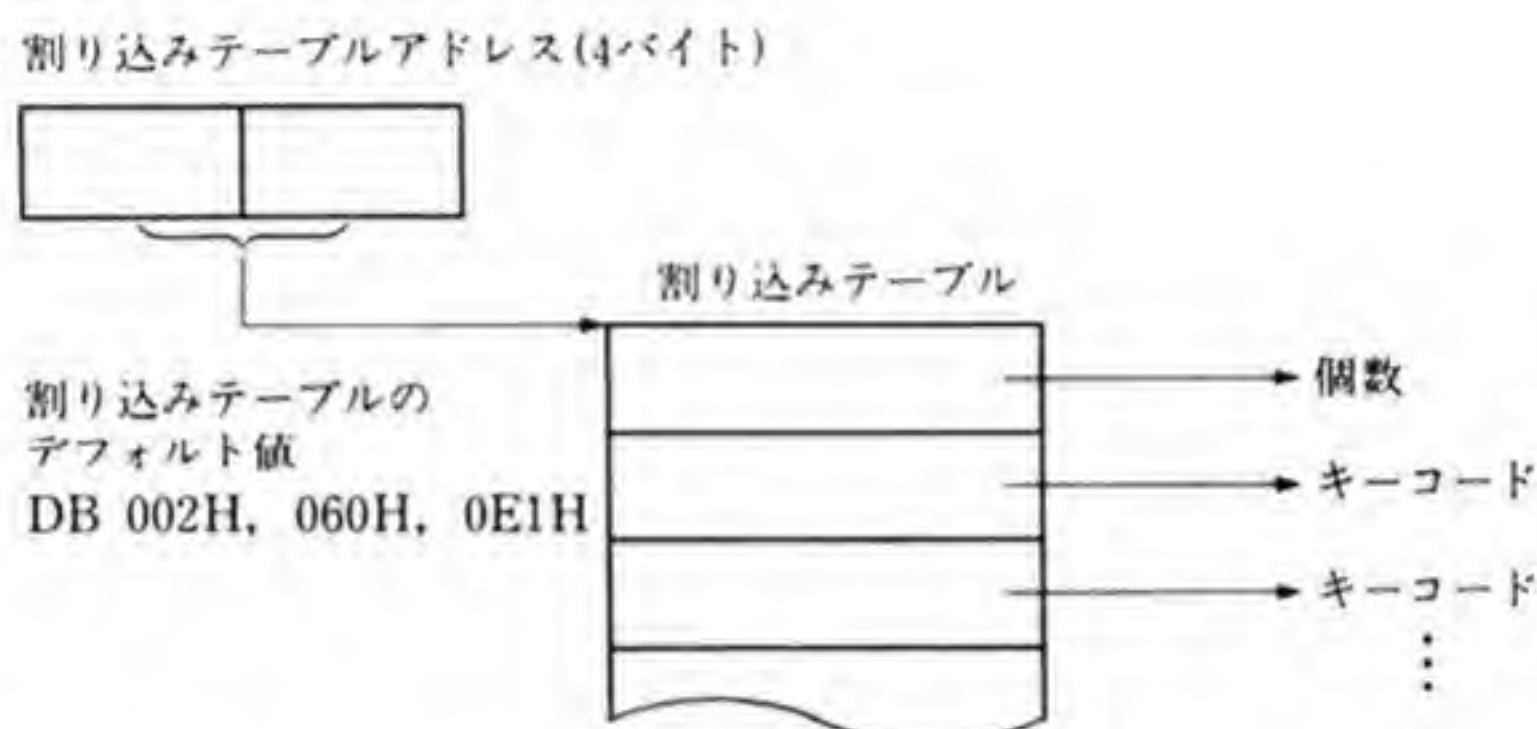 割り込みテーブルアドレス(4バイト)
割り込みテーブル
個数
割り込みテーブルの
デフォルト値
DB 002H, 060H, 0E1H
キーコード
キーコード
⋮